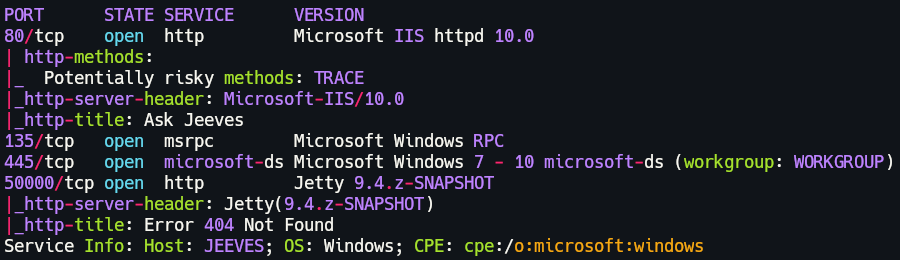 PORT      STATE SERVICE      VERSION
80/tcp    open  http         Microsoft IIS httpd 10.0
| http-methods:
|_  Potentially risky methods: TRACE
|_http-server-header: Microsoft-IIS/10.0
|_http-title: Ask Jeeves
135/tcp   open  msrpc        Microsoft Windows RPC
445/tcp   open  microsoft-ds Microsoft Windows 7 - 10 microsoft-ds (workgroup: WORKGROUP)
50000/tcp open  http         Jetty 9.4.z-SNAPSHOT
|_http-server-header: Jetty(9.4.z-SNAPSHOT)
|_http-title: Error 404 Not Found
Service Info: Host: JEEVES; OS: Windows; CPE: cpe:/o:microsoft:windows